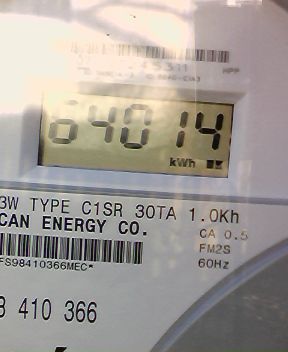 64014
kWh
3W TYPE C1SR 30TA 1.0Kh
CAN ENERGY CO.
CA 0.5
FM2S
60Hz
FS98410366MEC*
8 410 366